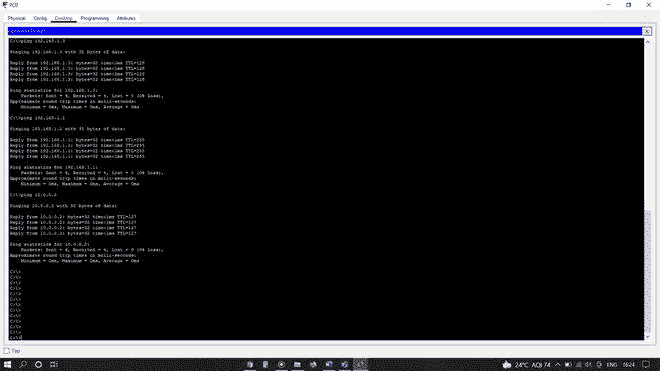 PC0
Physical Config Desktop Programming Attributes
C:\>ping 192.168.1.3
Pinging 192.168.1.3 with 32 bytes of data:
Reply from 192.168.1.3: bytes=32 time<1ms TTL=128
Reply from 192.168.1.3: bytes=32 time<1ms TTL=128
Reply from 192.168.1.3: bytes=32 time<1ms TTL=128
Reply from 192.168.1.3: bytes=32 time<1ms TTL=128
Ping statistics for 192.168.1.3:
Packets: Sent = 4, Received = 4, Lost = 0 (0% loss),
Approximate round trip times in milli-seconds:
Minimum = 0ms, Maximum = 0ms, Average = 0ms
C:\>ping 192.168.1.1
Pinging 192.168.1.1 with 32 bytes of data:
Reply from 192.168.1.1: bytes=32 time<1ms TTL=255
Reply from 192.168.1.1: bytes=32 time<1ms TTL=255
Reply from 192.168.1.1: bytes=32 time<1ms TTL=255
Reply from 192.168.1.1: bytes=32 time<1ms TTL=255
Ping statistics for 192.168.1.1:
Packets: Sent = 4, Received = 4, Lost = 0 (0% loss),
Approximate round trip times in milli-seconds:
Minimum = 0ms, Maximum = 0ms, Average = 0ms
C:\>ping 10.0.0.2
Pinging 10.0.0.2 with 32 bytes of data:
Reply from 10.0.0.2: bytes=32 time<1ms TTL=127
Reply from 10.0.0.2: bytes=32 time<1ms TTL=127
Reply from 10.0.0.2: bytes=32 time<1ms TTL=127
Reply from 10.0.0.2: bytes=32 time<1ms TTL=127
Ping statistics for 10.0.0.2:
Packets: Sent = 4, Received = 4, Lost = 0 (0% loss),
Approximate round trip times in milli-seconds:
Minimum = 0ms, Maximum = 0ms, Average = 0ms
C:\>
C:\>
C:\>
C:\>
C:\>
C:\>
C:\>
C:\>
C:\>
C:\>
C:\>
C:\>
C:\>
Top
24°C AQI 74 ENG 16:24